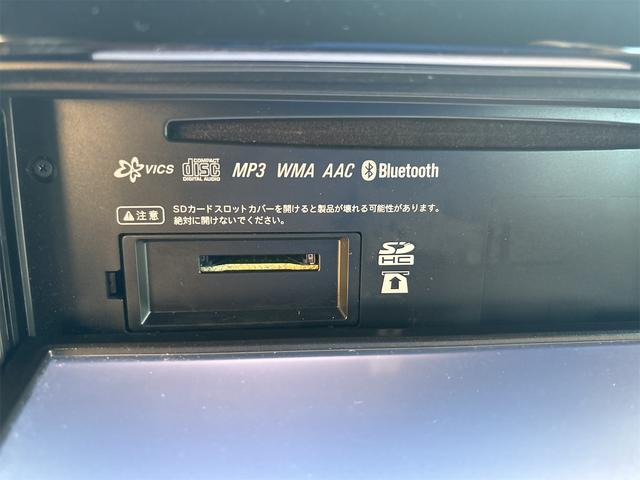 VICS COMPACT disc DIGITAL AUDIO MP3 WMA AAC Bluetooth
⚠注意 SDカードスロットカバーを開けると製品が壊れる可能性があります。
絶対に開けないでください。
SD
HC